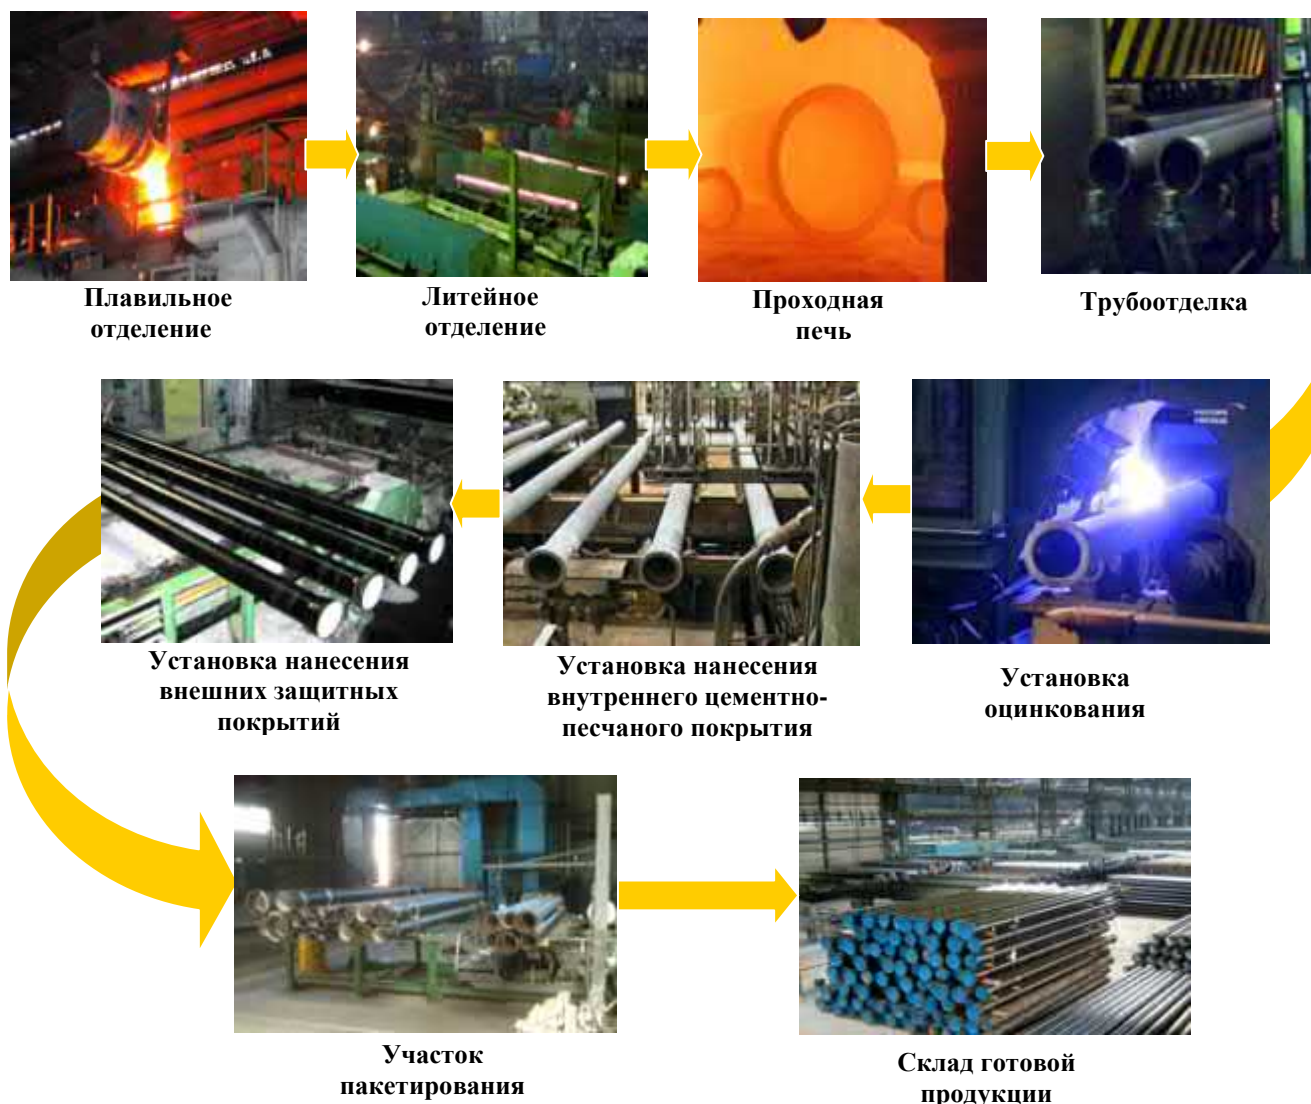 Плавильное
отделение
Литейное
отделение
Проходная
печь
Трубоотделка
Установка нанесения
внешних защитных
покрытий
Установка нанесения
внутреннего цементно-
песчаного покрытия
Установка
оцинкования
Участок
пакетирования
Склад готовой
продукции